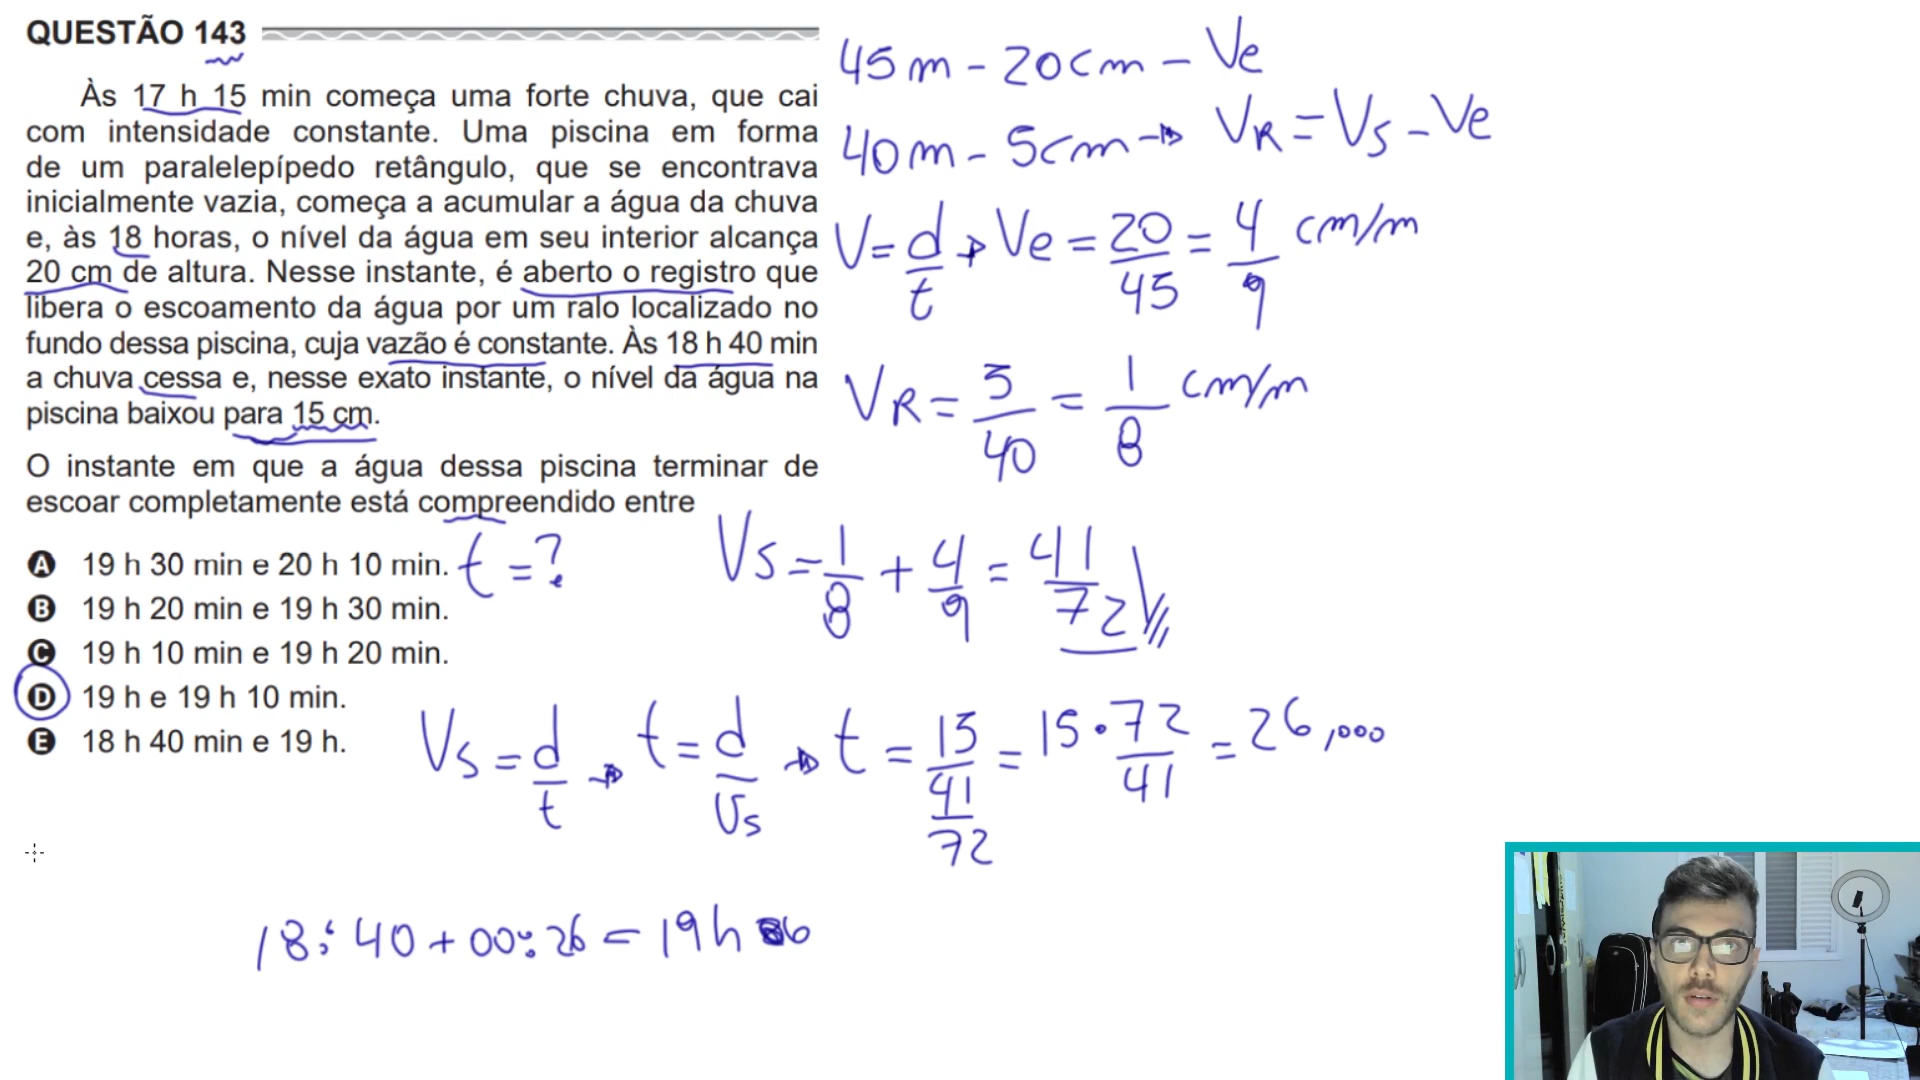 QUESTÃO 143
Às 17 h 15 min começa uma forte chuva, que cai
com intensidade constante. Uma piscina em forma
de um paralelepípedo retângulo, que se encontrava
inicialmente vazia, começa a acumular a água da chuva
e, às 18 horas, o nível da água em seu interior alcança
20 cm de altura. Nesse instante, é aberto o registro que
libera o escoamento da água por um ralo localizado no
fundo dessa piscina, cuja vazão é constante. Às 18 h 40 min
a chuva cessa e, nesse exato instante, o nível da água na
piscina baixou para 15 cm.
O instante em que a água dessa piscina terminar de
escoar completamente está compreendido entre
A 19 h 30 min e 20 h 10 min.
B 19 h 20 min e 19 h 30 min.
C 19 h 10 min e 19 h 20 min.
D 19 h e 19 h 10 min.
E 18 h 40 min e 19 h.
45m - 20cm - Ve
40m - 5cm → VR = Vs - Ve
V = d/t → Ve = 20/45 = 4/9 cm/m
VR = 5/40 = 1/8 cm/m
t = ?
Vs = 1/8 + 4/9 = 41/72
Vs = d/t → t = d/Vs → t = 15/41/72 = 15·72/41 = 26,000
18:40 + 00:26 = 19h 06